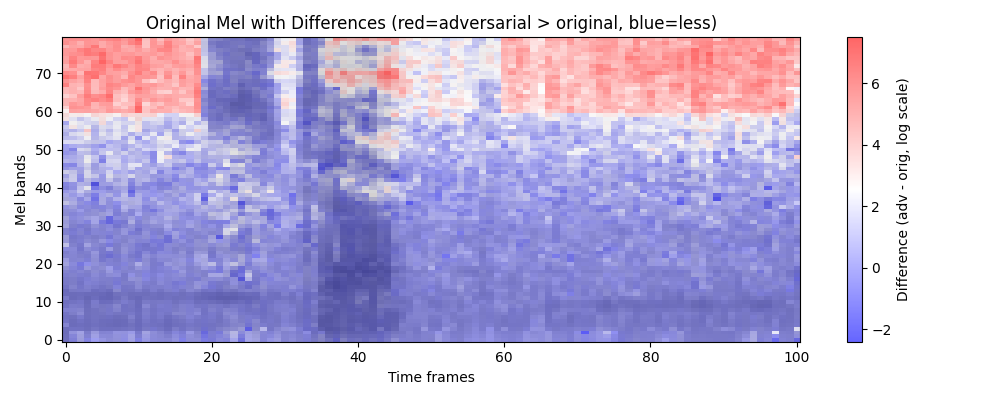 Original Mel with Differences (red=adversarial > original, blue=less)
Mel bands
70
60
50
40
30
20
10
0
0 20 40 60 80 100
Time frames
6
4
2
0
−2
Difference (adv - orig, log scale)